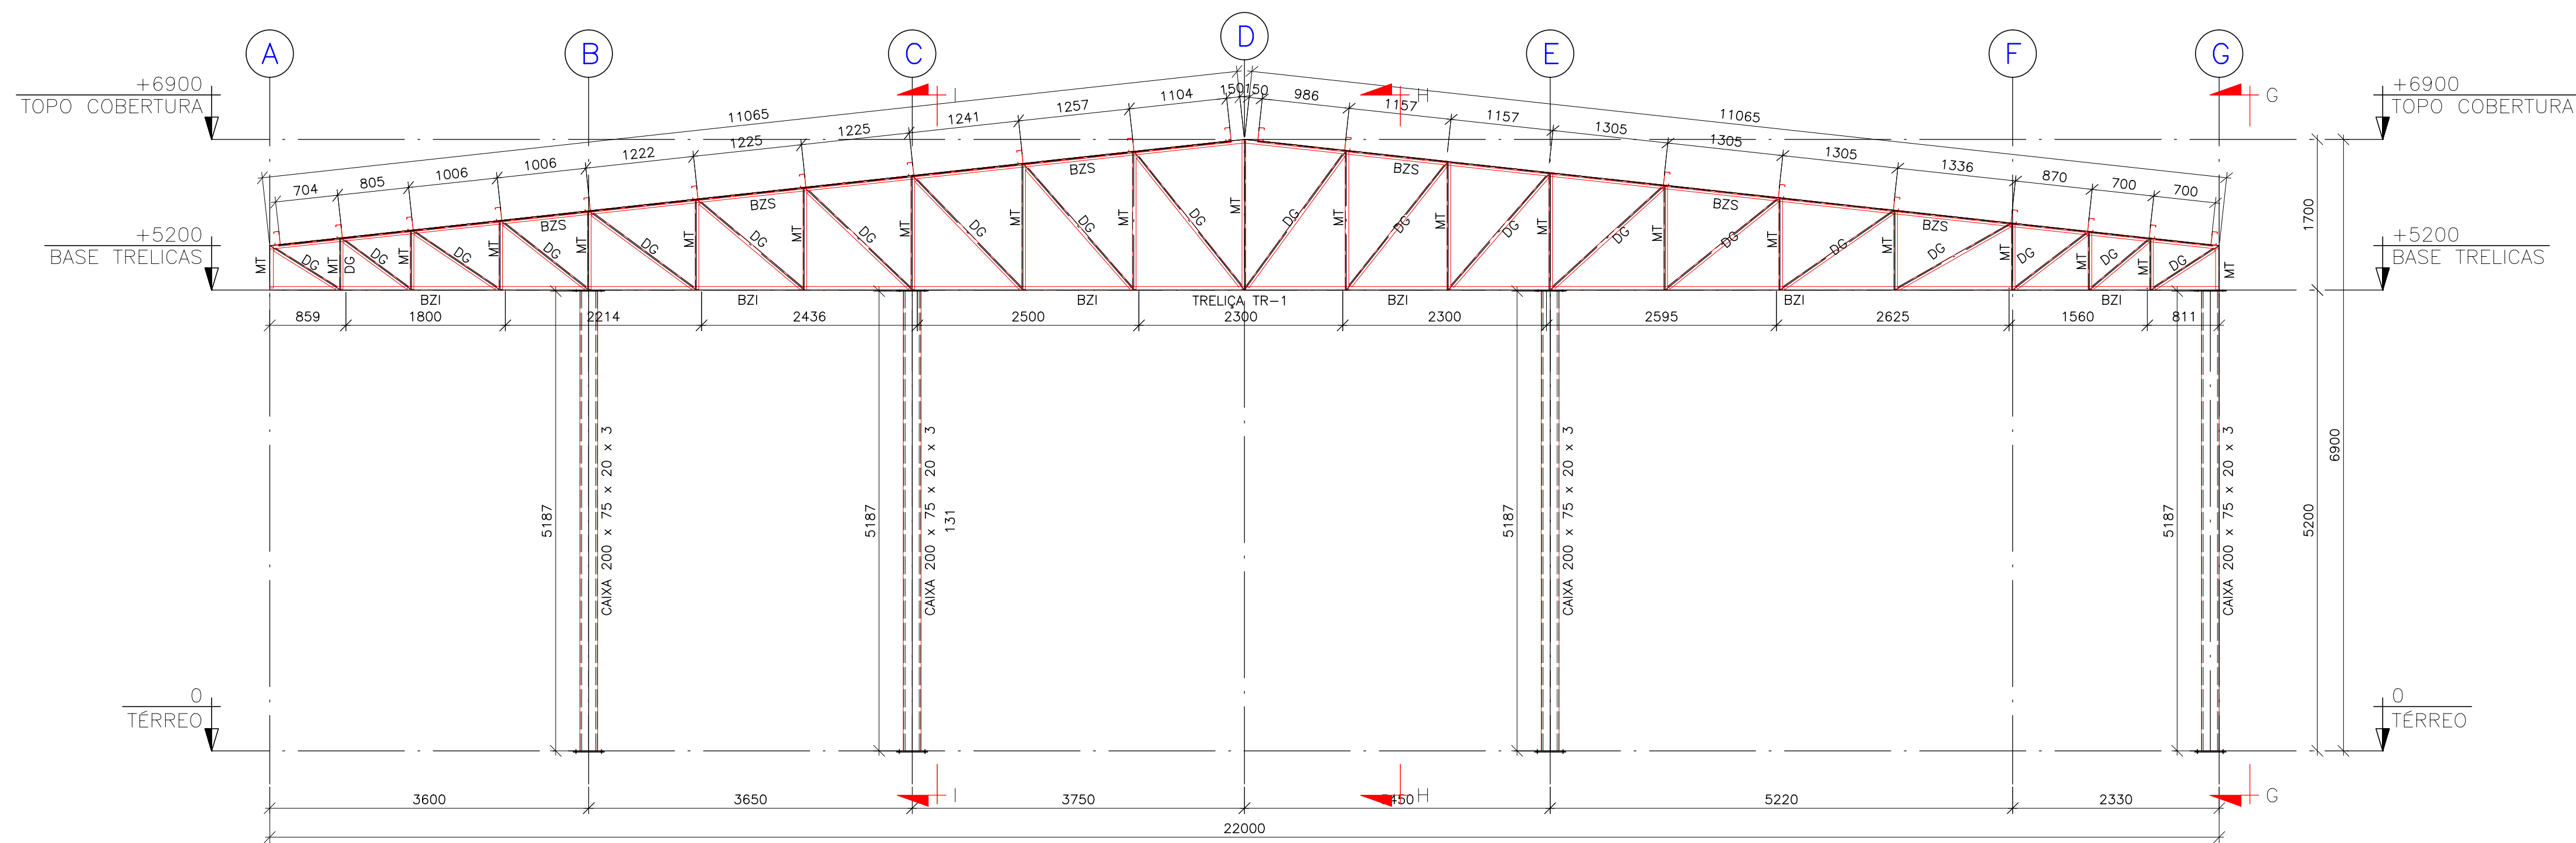 A
B
C
D
E
F
G
+6900
TOPO COBERTURA
+6900
TOPO COBERTURA
I
H
G
11065
11065
704
805
1006
1006
1222
1225
1225
1241
1257
1104
150
150
986
1157
1157
1305
1305
1305
1336
870
700
700
+5200
BASE TRELICAS
+5200
BASE TRELICAS
BZS
BZS
BZS
BZS
BZS
BZS
MT
DG
MT
DG
DG
MT
DG
MT
DG
MT
DG
MT
DG
MT
DG
MT
DG
MT
DG
MT
DG
MT
DG
MT
DG
MT
DG
MT
DG
MT
DG
MT
DG
MT
DG
MT
DG
MT
DG
MT
DG
MT
BZI
BZI
BZI
TRELIÇA TR-1
BZI
BZI
BZI
859
1800
2214
2436
2500
2300
2300
2595
2625
1560
811
1700
5200
6900
5187
CAIXA 200 x 75 x 20 x 3
5187
CAIXA 200 x 75 x 20 x 3
131
5187
CAIXA 200 x 75 x 20 x 3
5187
CAIXA 200 x 75 x 20 x 3
0
TÉRREO
0
TÉRREO
3600
3650
I
3750
H
5220
2330
G
22000